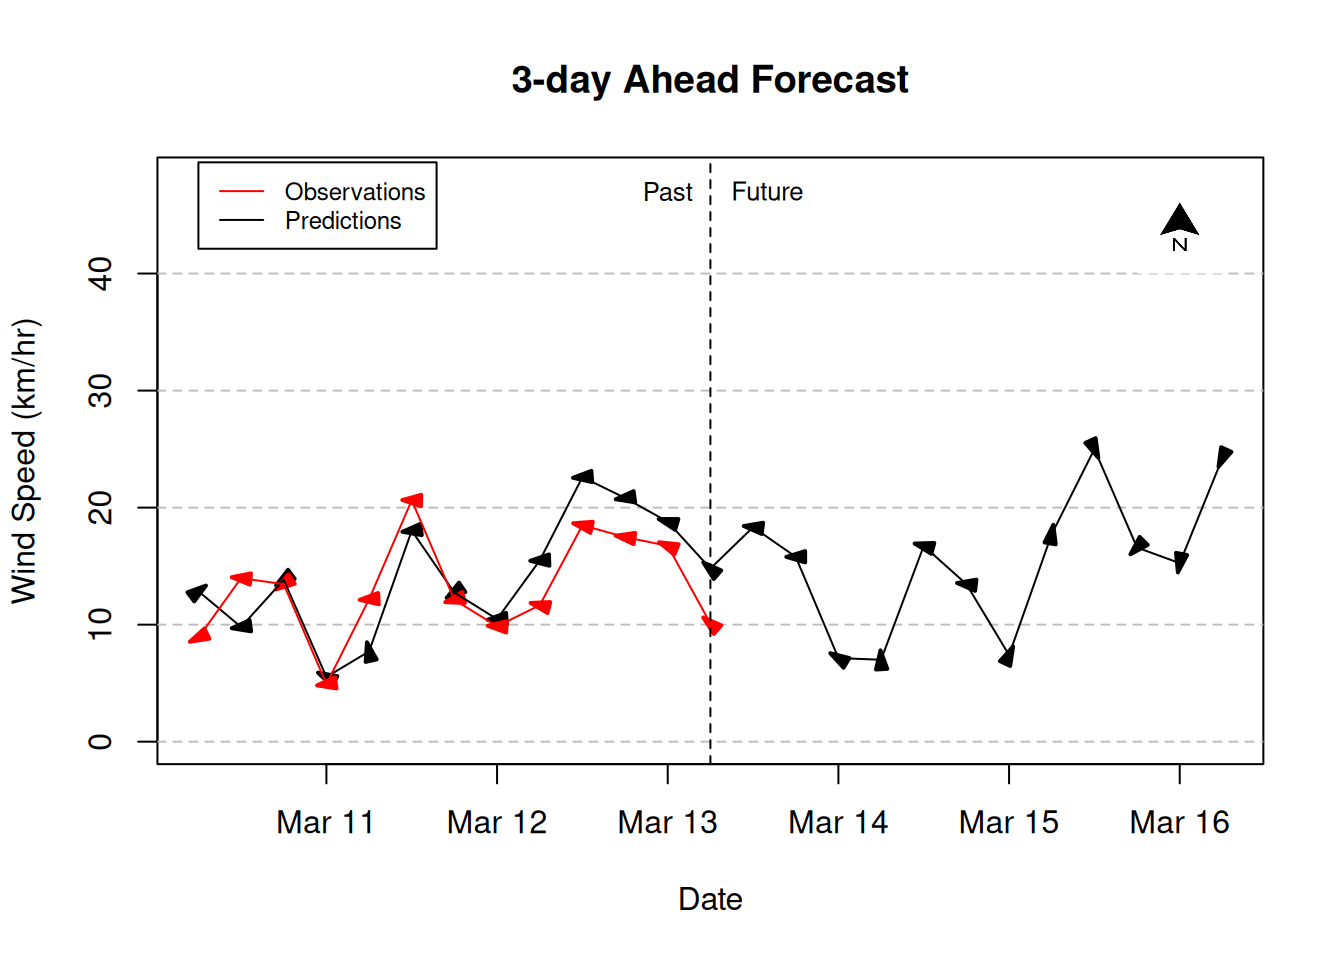 3-day Ahead Forecast
Observations
Predictions
Past
Future
N
Wind Speed (km/hr)
40
30
20
10
0
Mar 11
Mar 12
Mar 13
Mar 14
Mar 15
Mar 16
Date